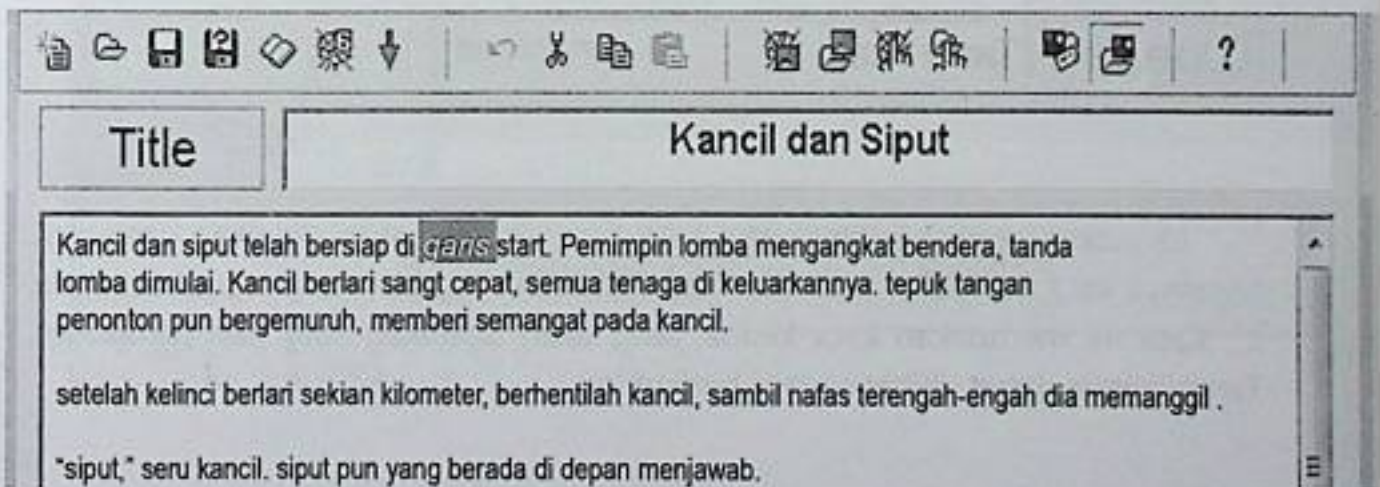 ?
Title
Kancil dan Siput
Kancil dan siput telah bersiap di garis start. Pemimpin lomba mengangkat bendera, tanda
lomba dimulai. Kancil berlari sangt cepat, semua tenaga di keluarkannya. tepuk tangan
penonton pun bergemuruh, memberi semangat pada kancil.
setelah kelinci berlari sekian kilometer, berhentilah kancil, sambil nafas terengah-engah dia memanggil .
"siput," seru kancil. siput pun yang berada di depan menjawab.